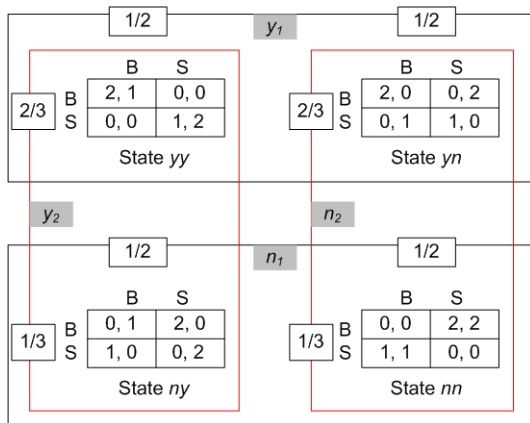 1/2 y1 1/2
B S B S
2/3 B 2, 1 0, 0 2/3 B 2, 0 0, 2
S 0, 0 1, 2 S 0, 1 1, 0
State yy State yn
y2 n2
1/2 n1 1/2
B S B S
1/3 B 0, 1 2, 0 1/3 B 0, 0 2, 2
S 1, 0 0, 2 S 1, 1 0, 0
State ny State nn